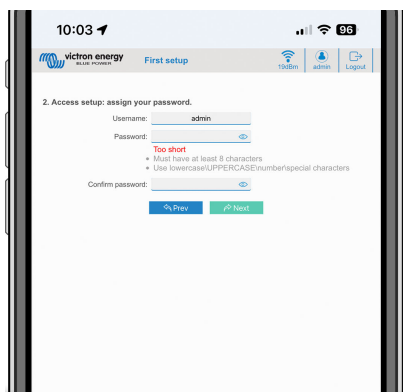 10:03
96
victron energy
BLUE POWER
First setup
19dBm
admin
Logout
2. Access setup: assign your password.
Username: admin
Password:
Too short
Must have at least 8 characters
Use lowercase\UPPERCASE\number\special characters
Confirm password:
Prev
Next